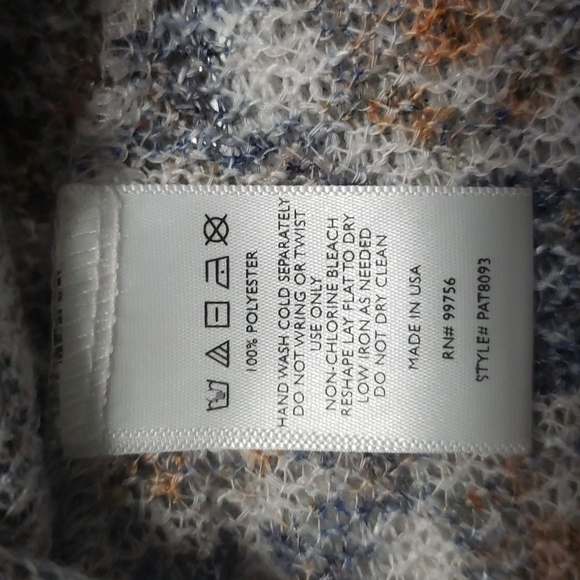 100% POLYESTER
HAND WASH COLD SEPARATELY
DO NOT WRING OR TWIST
USE ONLY
NON-CHLORINE BLEACH
RESHAPE LAY FLAT TO DRY
LOW IRON AS NEEDED
DO NOT DRY CLEAN
MADE IN USA
RN# 99756
STYLE# PAT8093